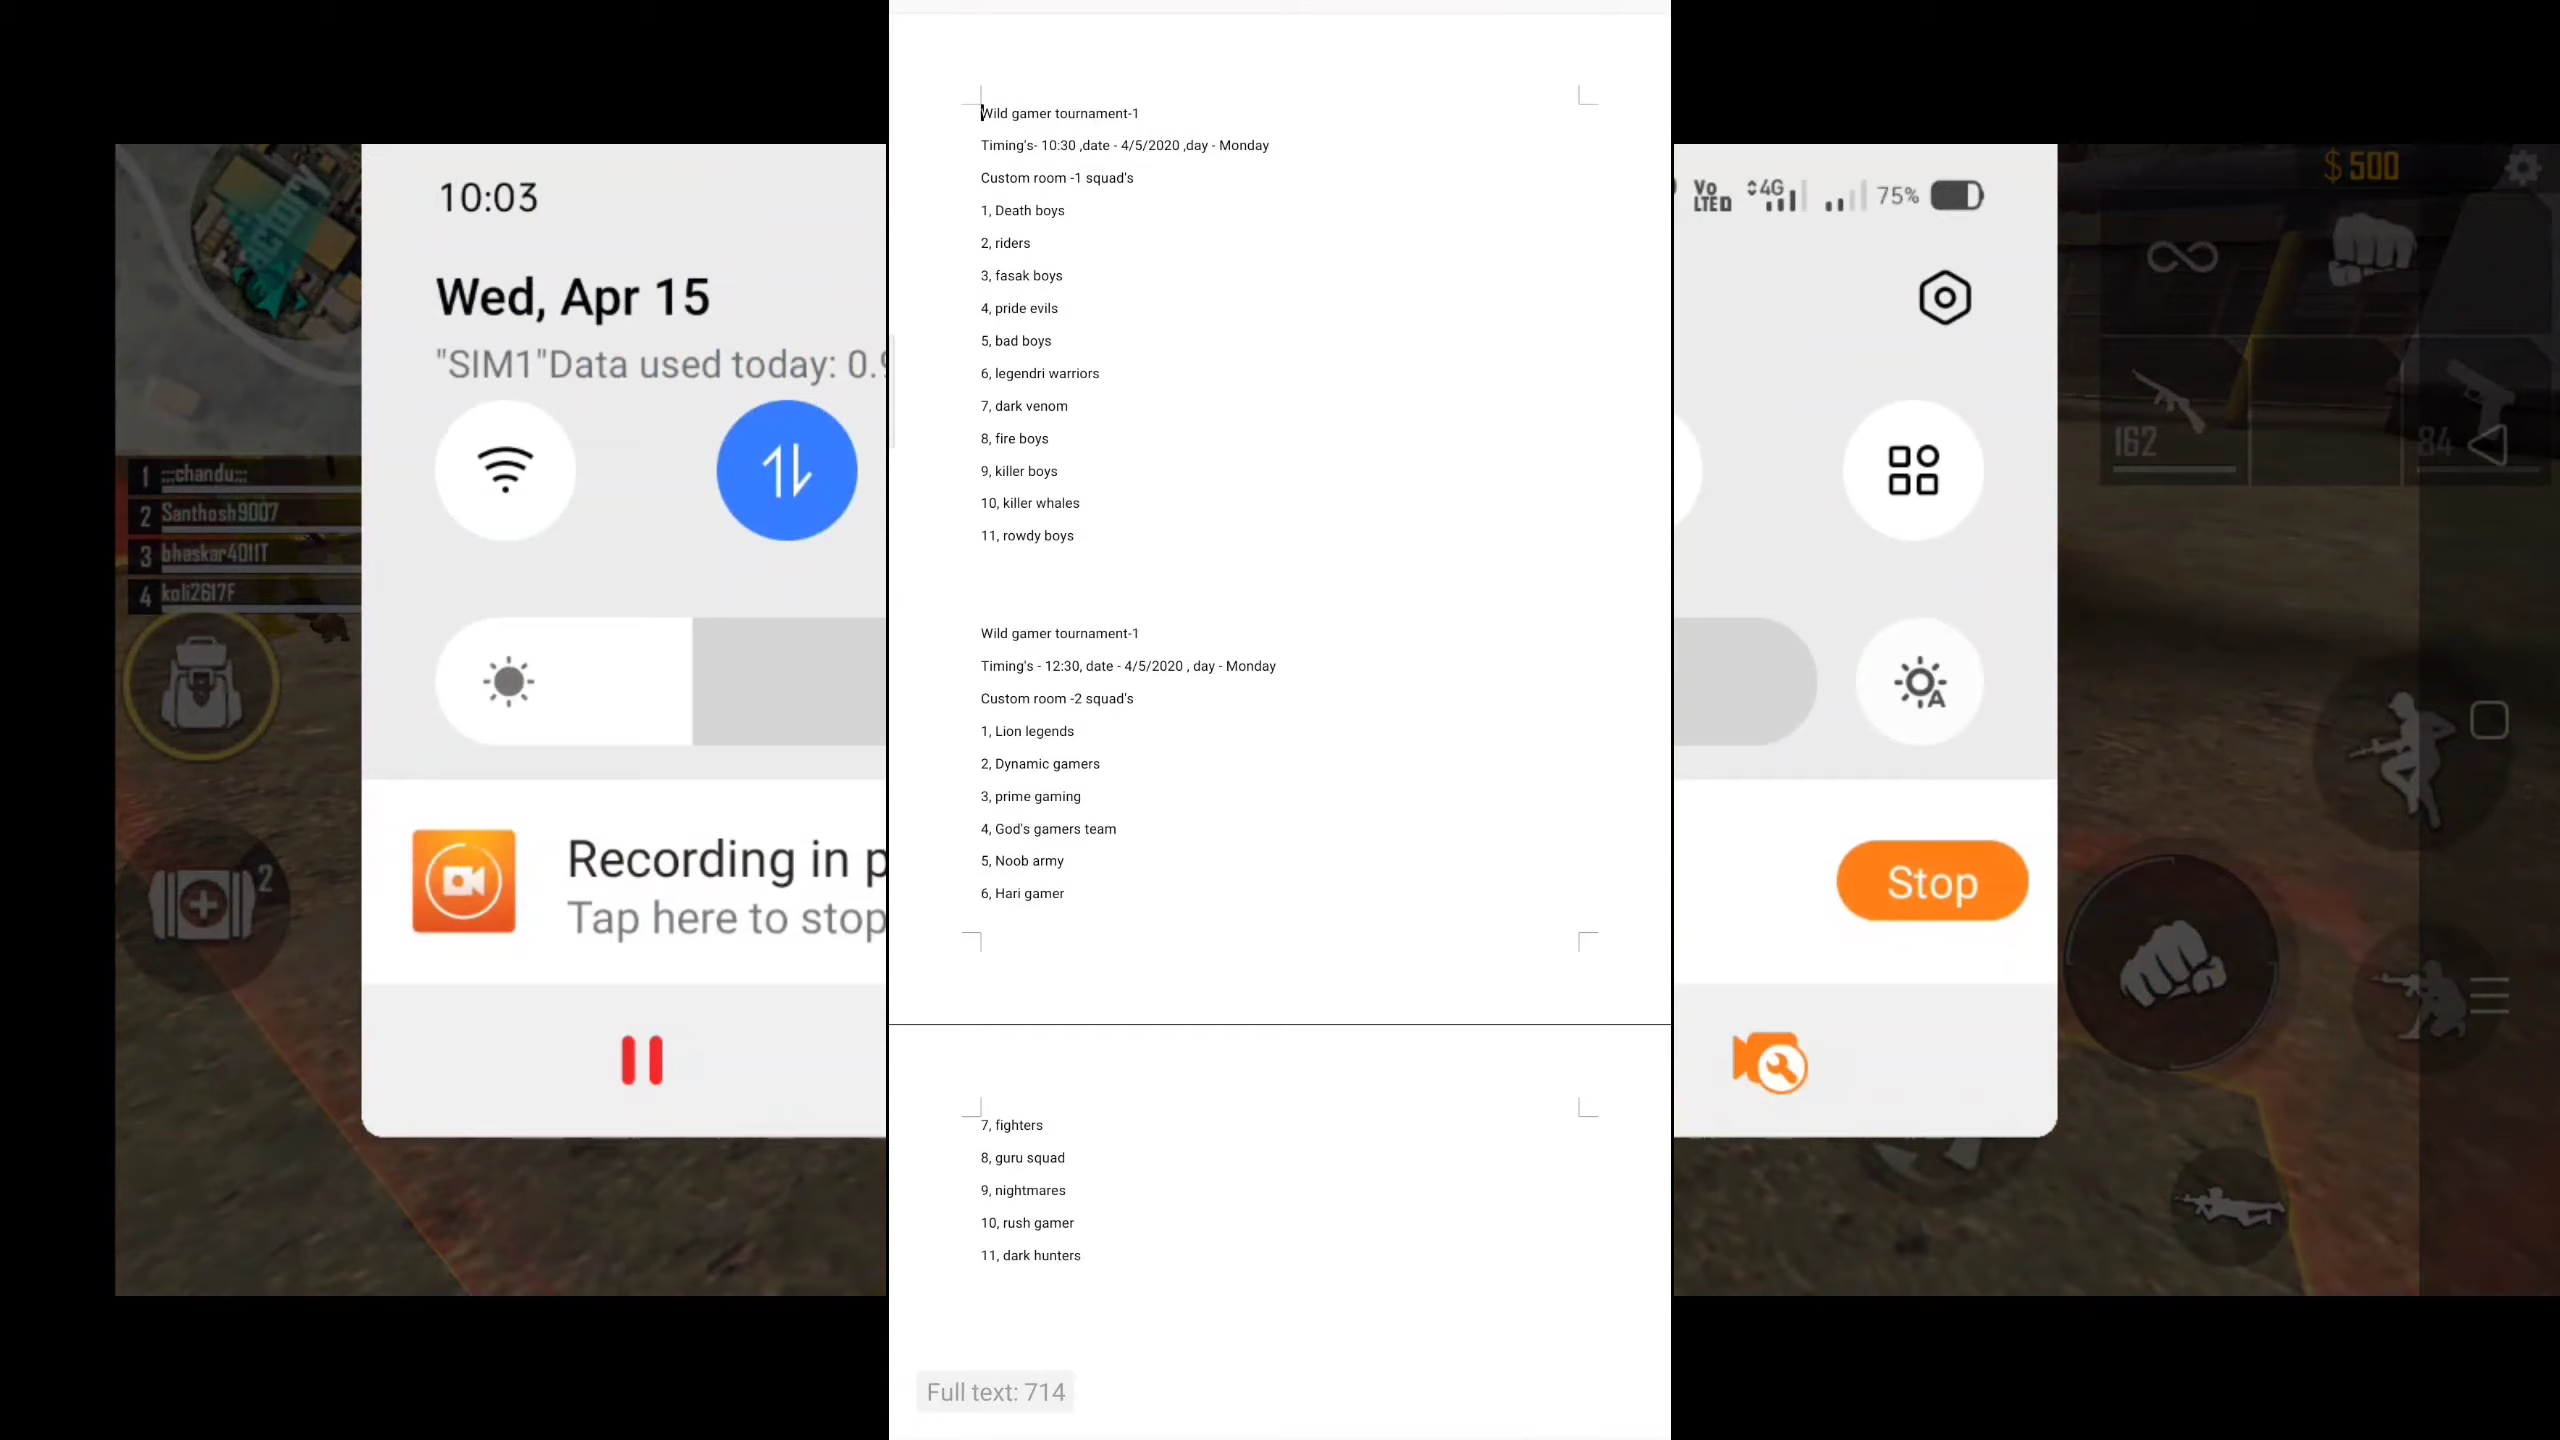 Wild gamer tournament-1
Timing's- 10:30 ,date - 4/5/2020 ,day - Monday
Custom room -1 squad's
1, Death boys
2, riders
3, fasak boys
4, pride evils
5, bad boys
6, legendri warriors
7, dark venom
8, fire boys
9, killer boys
10, killer whales
11, rowdy boys
Wild gamer tournament-1
Timing's - 12:30, date - 4/5/2020 , day - Monday
Custom room -2 squad's
1, Lion legends
2, Dynamic gamers
3, prime gaming
4, God's gamers team
5, Noob army
6, Hari gamer
7, fighters
8, guru squad
9, nightmares
10, rush gamer
11, dark hunters
Full text: 714
10:03
Wed, Apr 15
"SIM1"Data used today:
Recording in
Tap here to stop
1 :::chandu:::
2 Santhosh9007
3 bhaskar4011T
4 koli2617F
2
Vo LTE
4G
75%
A
Stop
$ 500
162
84